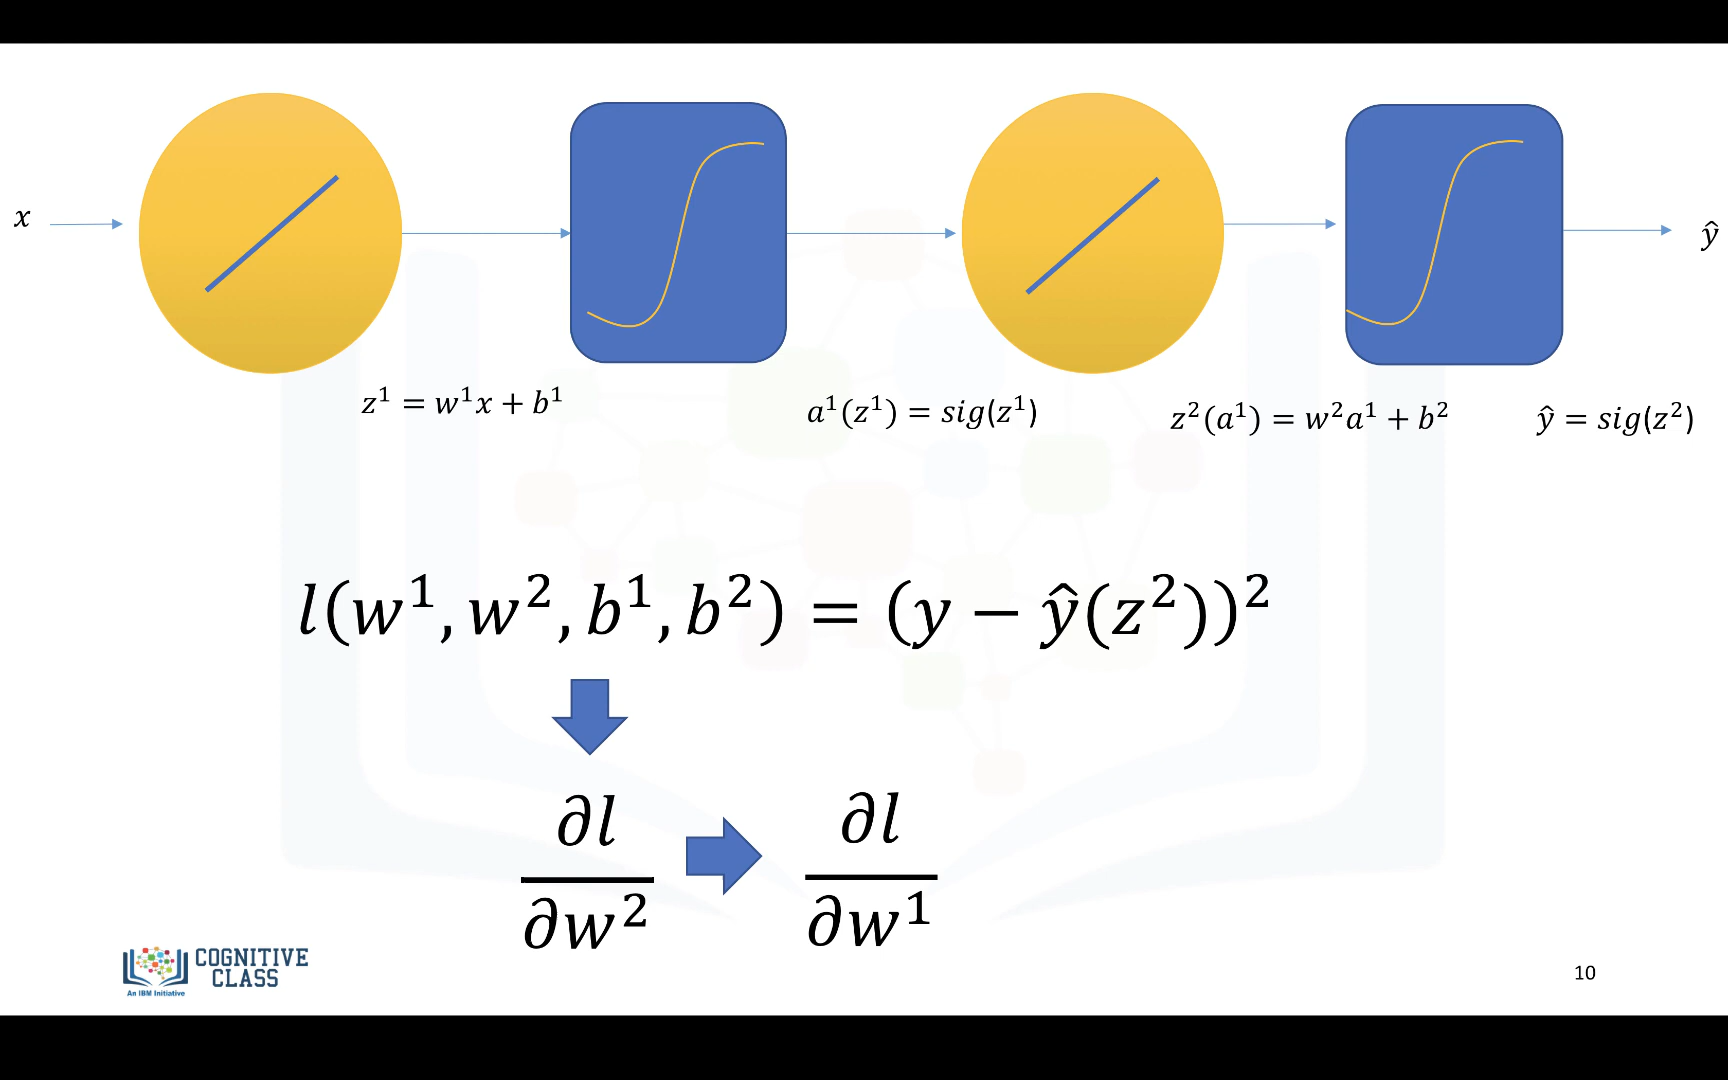 x
ŷ
z¹ = w¹x + b¹
a¹(z¹) = sig(z¹)
z²(a¹) = w²a¹ + b²
ŷ = sig(z²)
l(w¹, w², b¹, b²) = (y − ŷ(z²))²
∂l
∂w²
∂l
∂w¹
COGNITIVE
CLASS
An IBM Initiative
10